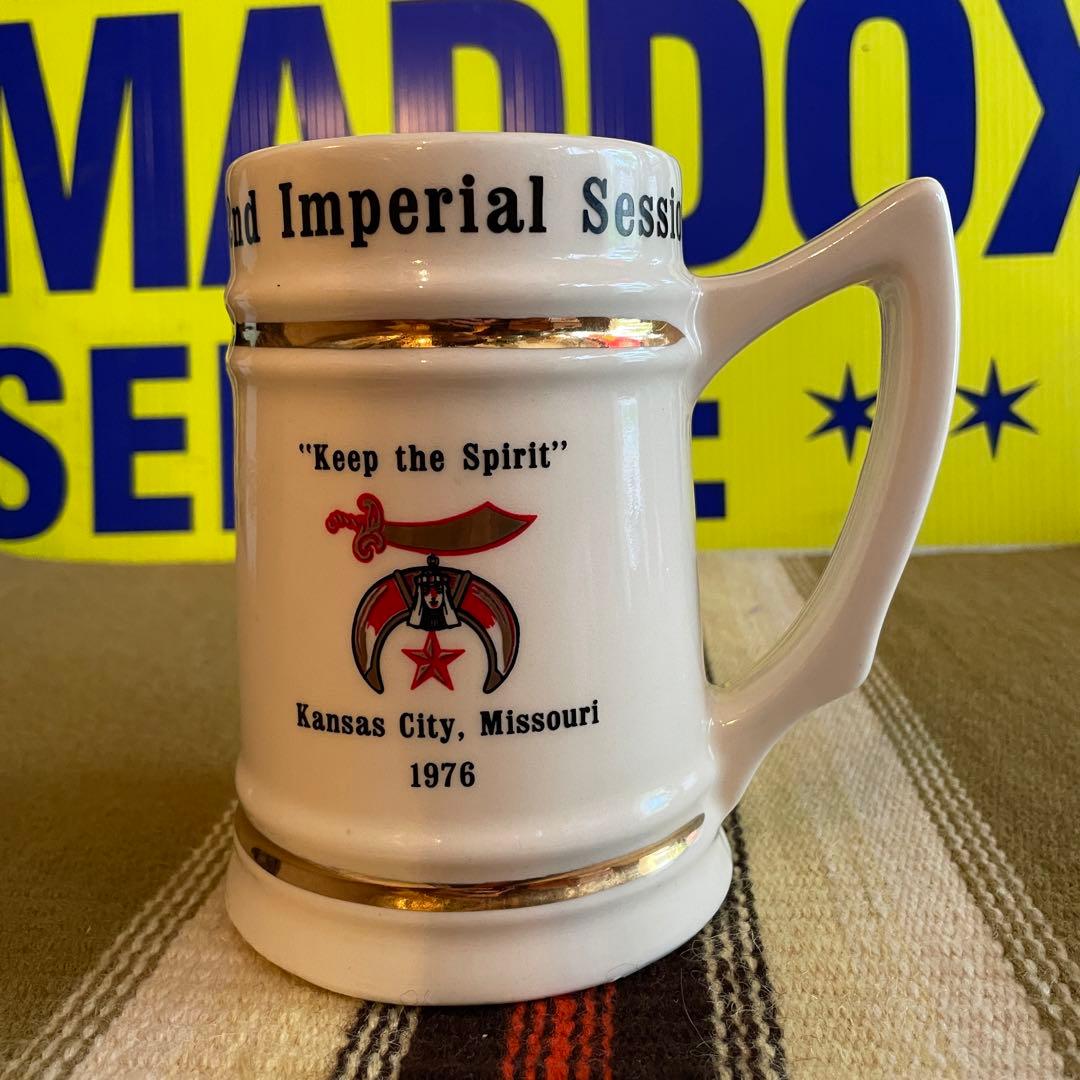 MADDOX
SE
E
nd Imperial Sessio
"Keep the Spirit"
Kansas City, Missouri
1976